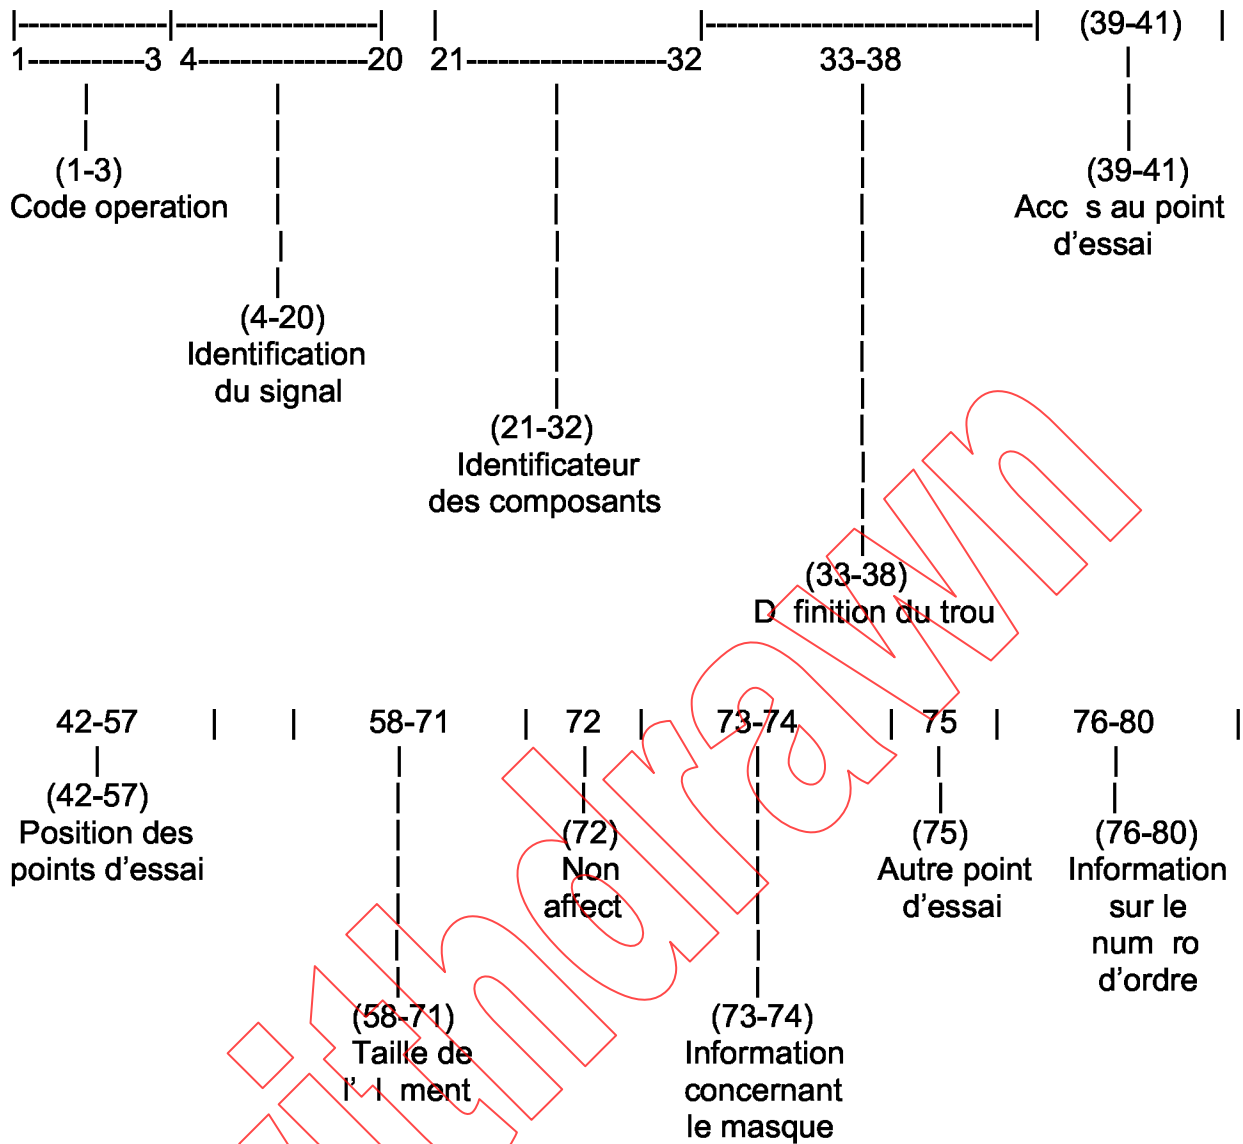 |--------------|--------------------| |-------------------------|-------------------------------| (39-41) |
1-----------3 4----------------20 21----------------------32 33-38
(1-3)
Code operation
(39-41)
Acc s au point
d’essai
(4-20)
Identification
du signal
(21-32)
Identificateur
des composants
(33-38)
D finition du trou
42-57 | | 58-71 | 72 | 73-74 | 75 | 76-80 |
(42-57)
Position des
points d’essai
(72)
Non
affect
(75)
Autre point
d’essai
(76-80)
Information
sur le
num ro
d’ordre
(58-71)
Taille de
l’ l ment
(73-74)
Information
concernant
le masque